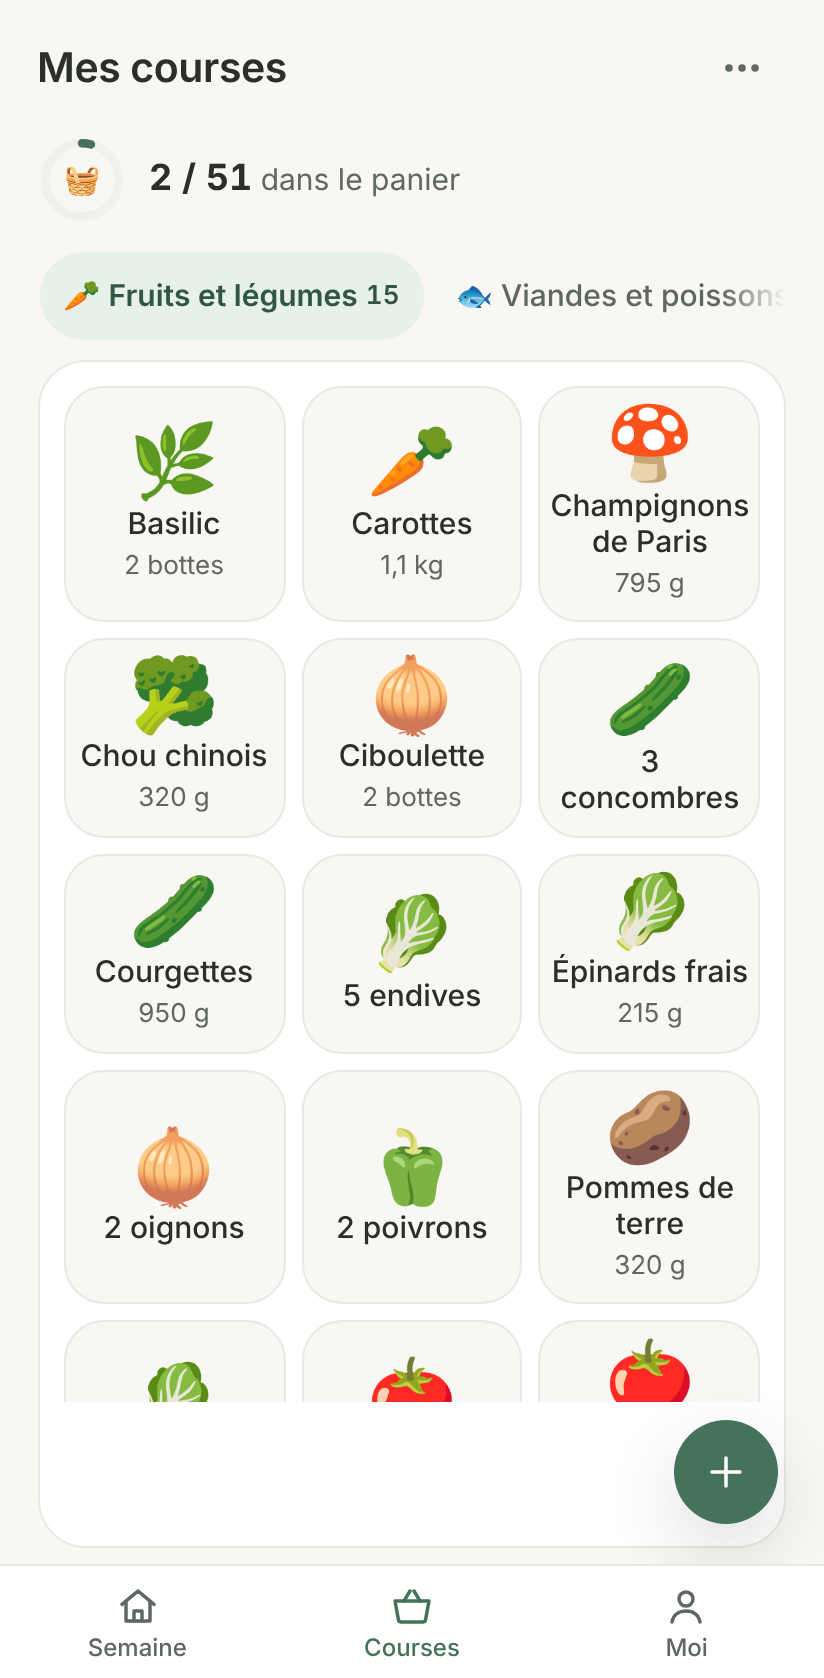 Mes courses
2 / 51 dans le panier
Fruits et légumes 15
Viandes et poissons
Basilic
2 bottes
Carottes
1,1 kg
Champignons
de Paris
795 g
Chou chinois
320 g
Ciboulette
2 bottes
3
concombres
Courgettes
950 g
5 endives
Épinards frais
215 g
2 oignons
2 poivrons
Pommes de
terre
320 g
Semaine
Courses
Moi